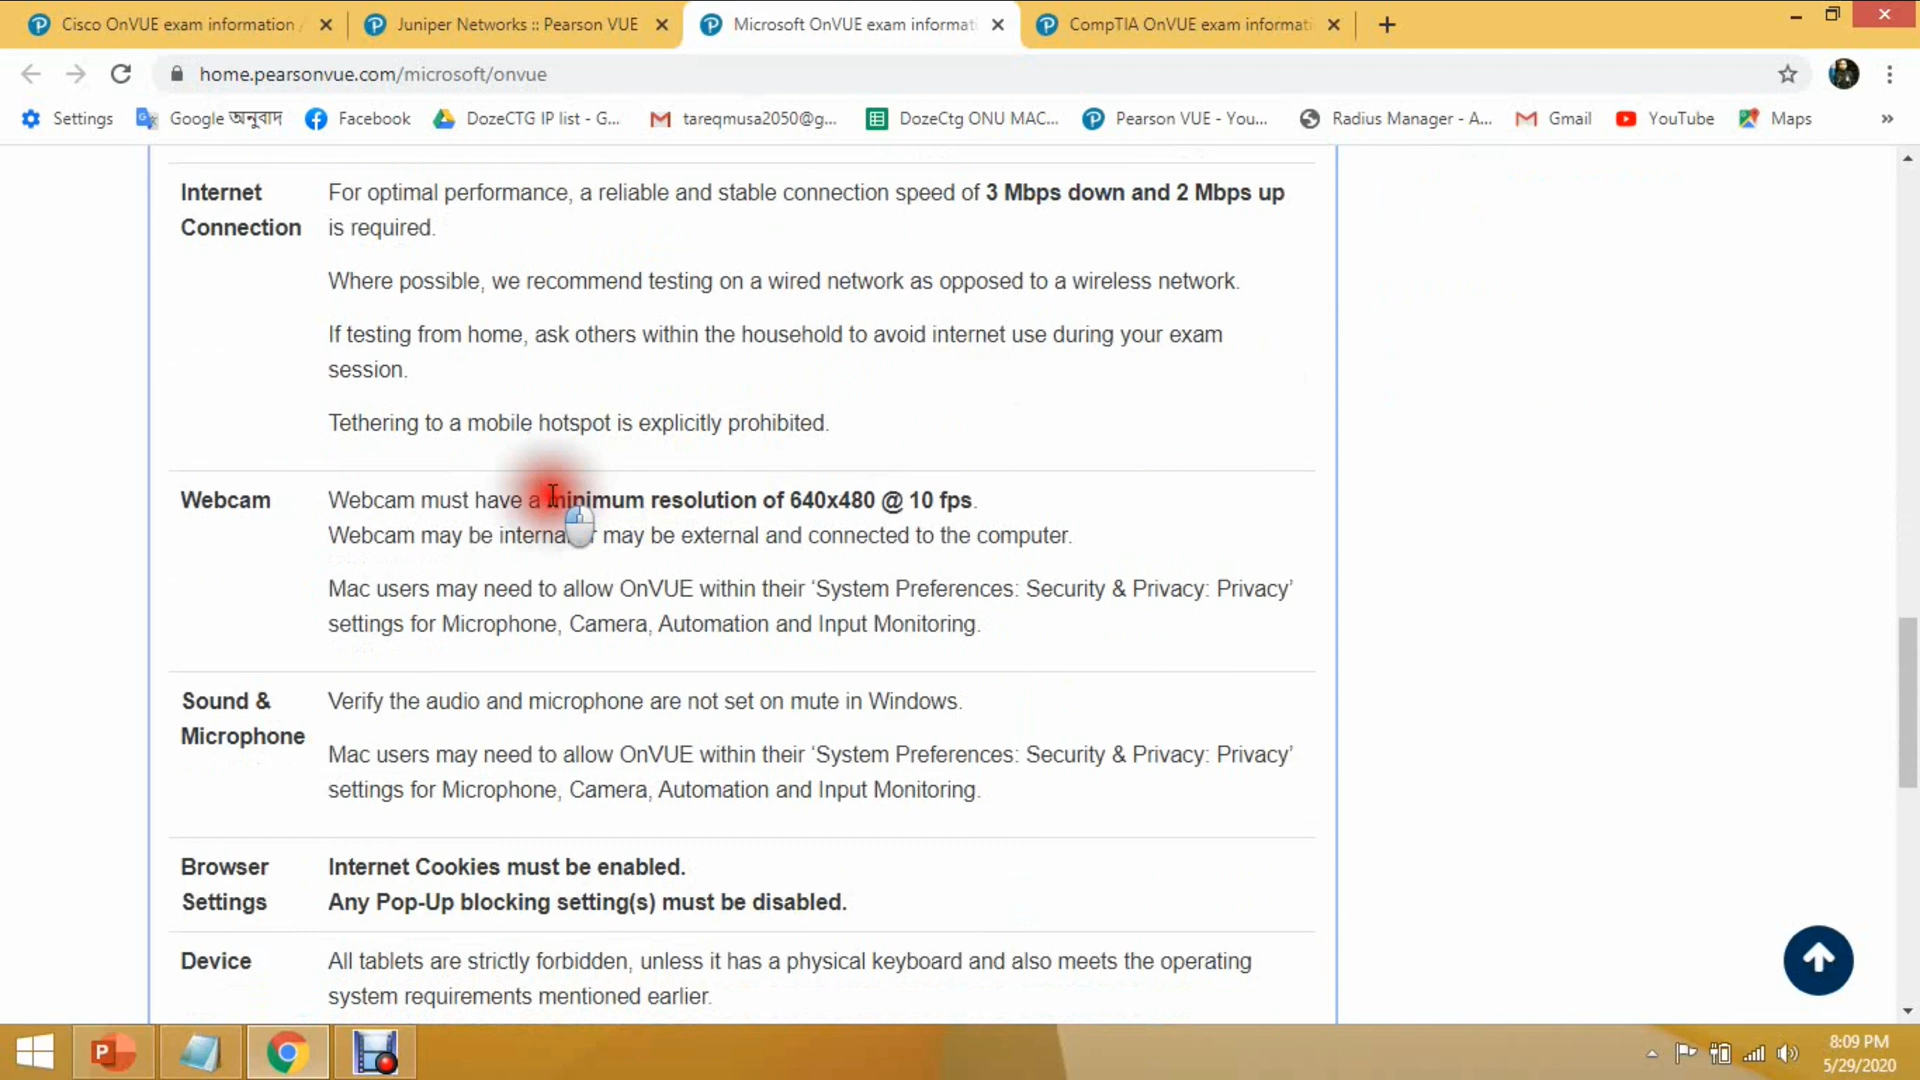 Cisco OnVUE exam information /
Juniper Networks :: Pearson VUE
Microsoft OnVUE exam informati
CompTIA OnVUE exam informati
home.pearsonvue.com/microsoft/onvue
Settings
Google অনুবাদ
Facebook
DozeCTG IP list - G...
tareqmusa2050@g...
DozeCtg ONU MAC...
Pearson VUE - You...
Radius Manager - A...
Gmail
YouTube
Maps
»
Internet Connection
For optimal performance, a reliable and stable connection speed of 3 Mbps down and 2 Mbps up
is required.
Where possible, we recommend testing on a wired network as opposed to a wireless network.
If testing from home, ask others within the household to avoid internet use during your exam
session.
Tethering to a mobile hotspot is explicitly prohibited.
Webcam
Webcam must have a minimum resolution of 640x480 @ 10 fps.
Webcam may be internal or may be external and connected to the computer.
Mac users may need to allow OnVUE within their ‘System Preferences: Security & Privacy: Privacy’
settings for Microphone, Camera, Automation and Input Monitoring.
Sound &
Microphone
Verify the audio and microphone are not set on mute in Windows.
Mac users may need to allow OnVUE within their ‘System Preferences: Security & Privacy: Privacy’
settings for Microphone, Camera, Automation and Input Monitoring.
Browser
Settings
Internet Cookies must be enabled.
Any Pop-Up blocking setting(s) must be disabled.
Device
All tablets are strictly forbidden, unless it has a physical keyboard and also meets the operating
system requirements mentioned earlier.
8:09 PM
5/29/2020